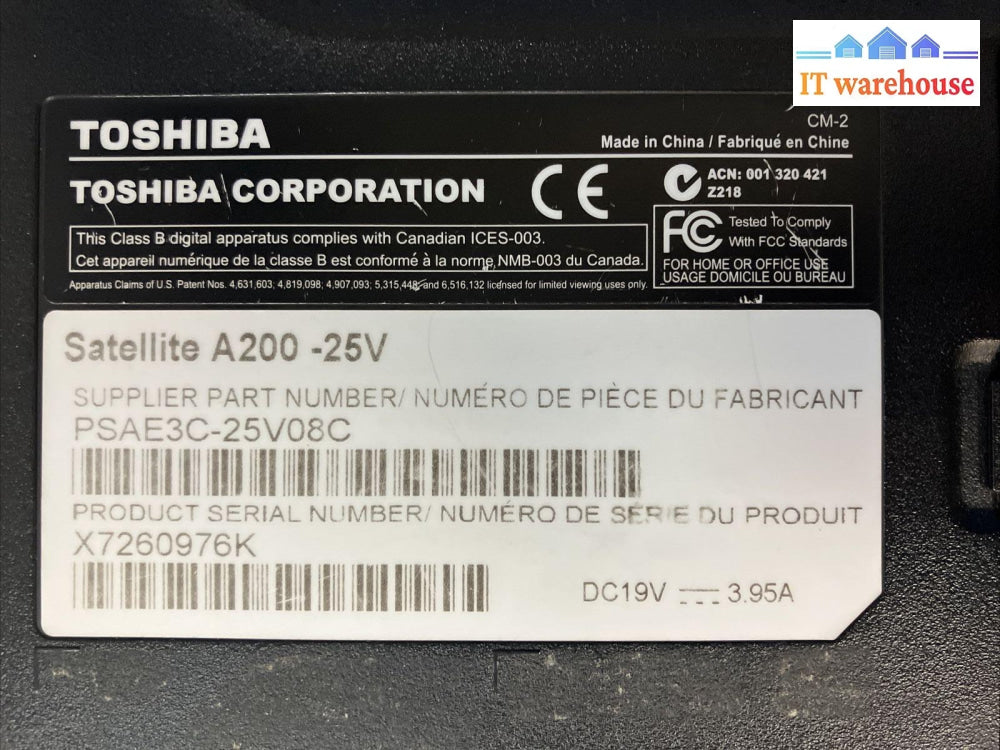 IT warehouse
TOSHIBA
CM-2
Made in China / Fabriqué en Chine
TOSHIBA CORPORATION
CE
ACN: 001 320 421
Z218
This Class B digital apparatus complies with Canadian ICES-003.
Cet appareil numérique de la classe B est conformé à la norme NMB-003 du Canada.
FC Tested To Comply
With FCC Standards
FOR HOME OR OFFICE USE
USAGE DOMICILE OU BUREAU
Apparatus Claims of U.S. Patent Nos. 4,631,603; 4,819,098; 4,907,093; 5,315,448; and 6,516,132 licensed for limited viewing uses only.
Satellite A200 -25V
SUPPLIER PART NUMBER/ NUMÉRO DE PIÈCE DU FABRICANT
PSAE3C-25V08C
PRODUCT SERIAL NUMBER/ NUMÉRO DE SÉRIE DU PRODUIT
X7260976K
DC19V 3.95A